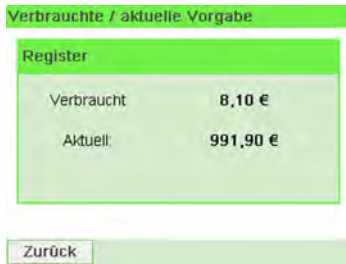 Verbrauchte / aktuelle Vorgabe
Register
Verbraucht 8,10 €
Aktuell: 991,90 €
Zurück